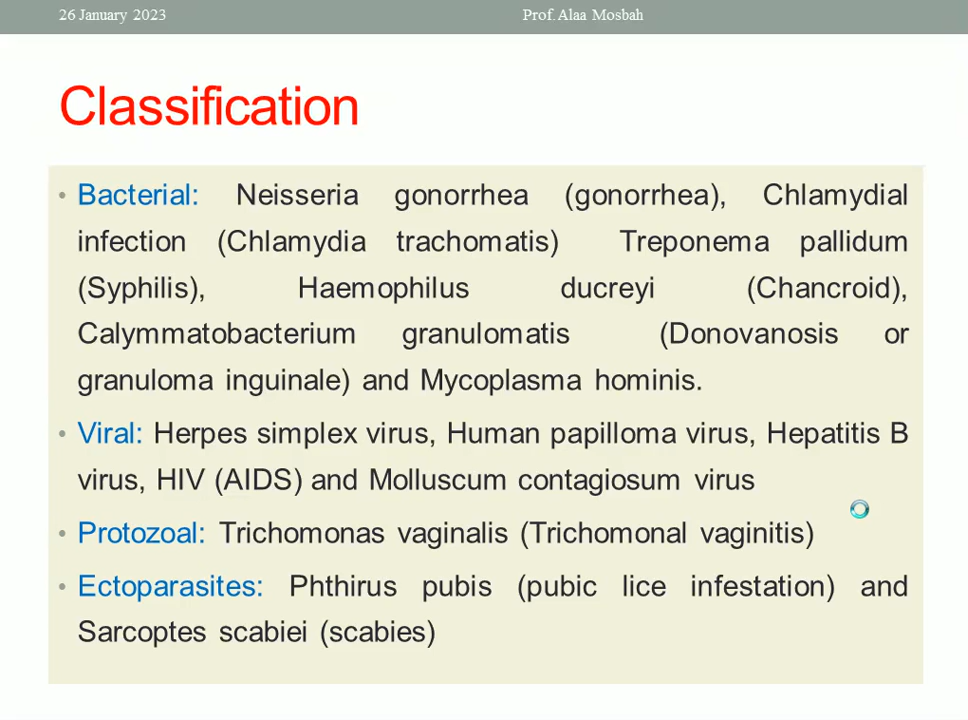 26 January 2023 Prof. Alaa Mosbah
Classification
• Bacterial: Neisseria gonorrhea (gonorrhea), Chlamydial
infection (Chlamydia trachomatis) Treponema pallidum
(Syphilis), Haemophilus ducreyi (Chancroid),
Calymmatobacterium granulomatis (Donovanosis or
granuloma inguinale) and Mycoplasma hominis.
• Viral: Herpes simplex virus, Human papilloma virus, Hepatitis B
virus, HIV (AIDS) and Molluscum contagiosum virus
• Protozoal: Trichomonas vaginalis (Trichomonal vaginitis)
• Ectoparasites: Phthirus pubis (pubic lice infestation) and
Sarcoptes scabiei (scabies)